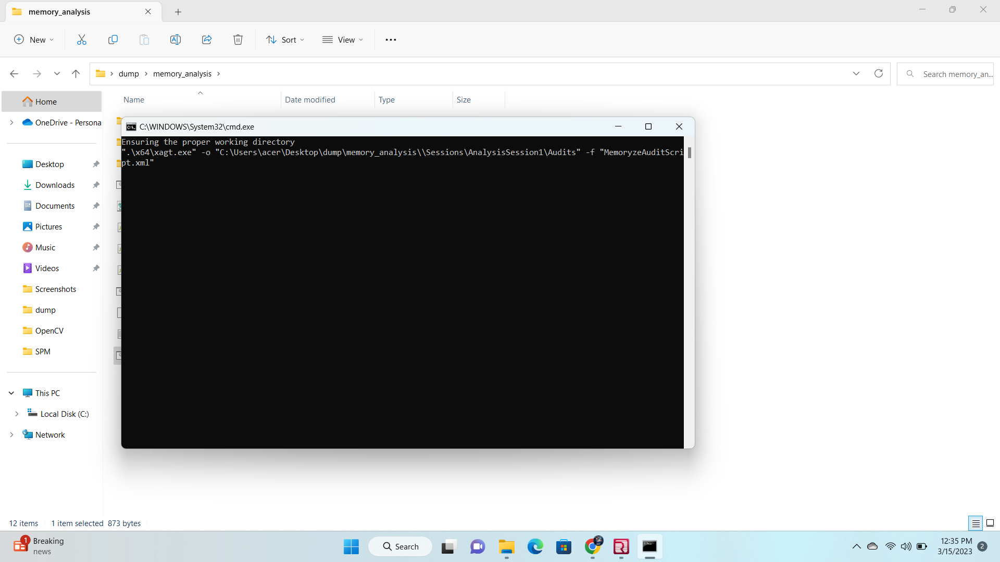 memory_analysis
New
Sort
View
dump
memory_analysis
Search memory_an...
Name
Date modified
Type
Size
Home
OneDrive - Persona
Desktop
Downloads
Documents
Pictures
Music
Videos
Screenshots
dump
OpenCV
SPM
This PC
Local Disk (C:)
Network
C:\WINDOWS\System32\cmd.exe
Ensuring the proper working directory
".\x64\xagt.exe" -o "C:\Users\acer\Desktop\dump\memory_analysis\\Sessions\AnalysisSession1\Audits" -f "MemoryzeAuditScri
pt.xml"
12 items
1 item selected 873 bytes
1
Breaking
news
Search
12:35 PM
3/15/2023
2